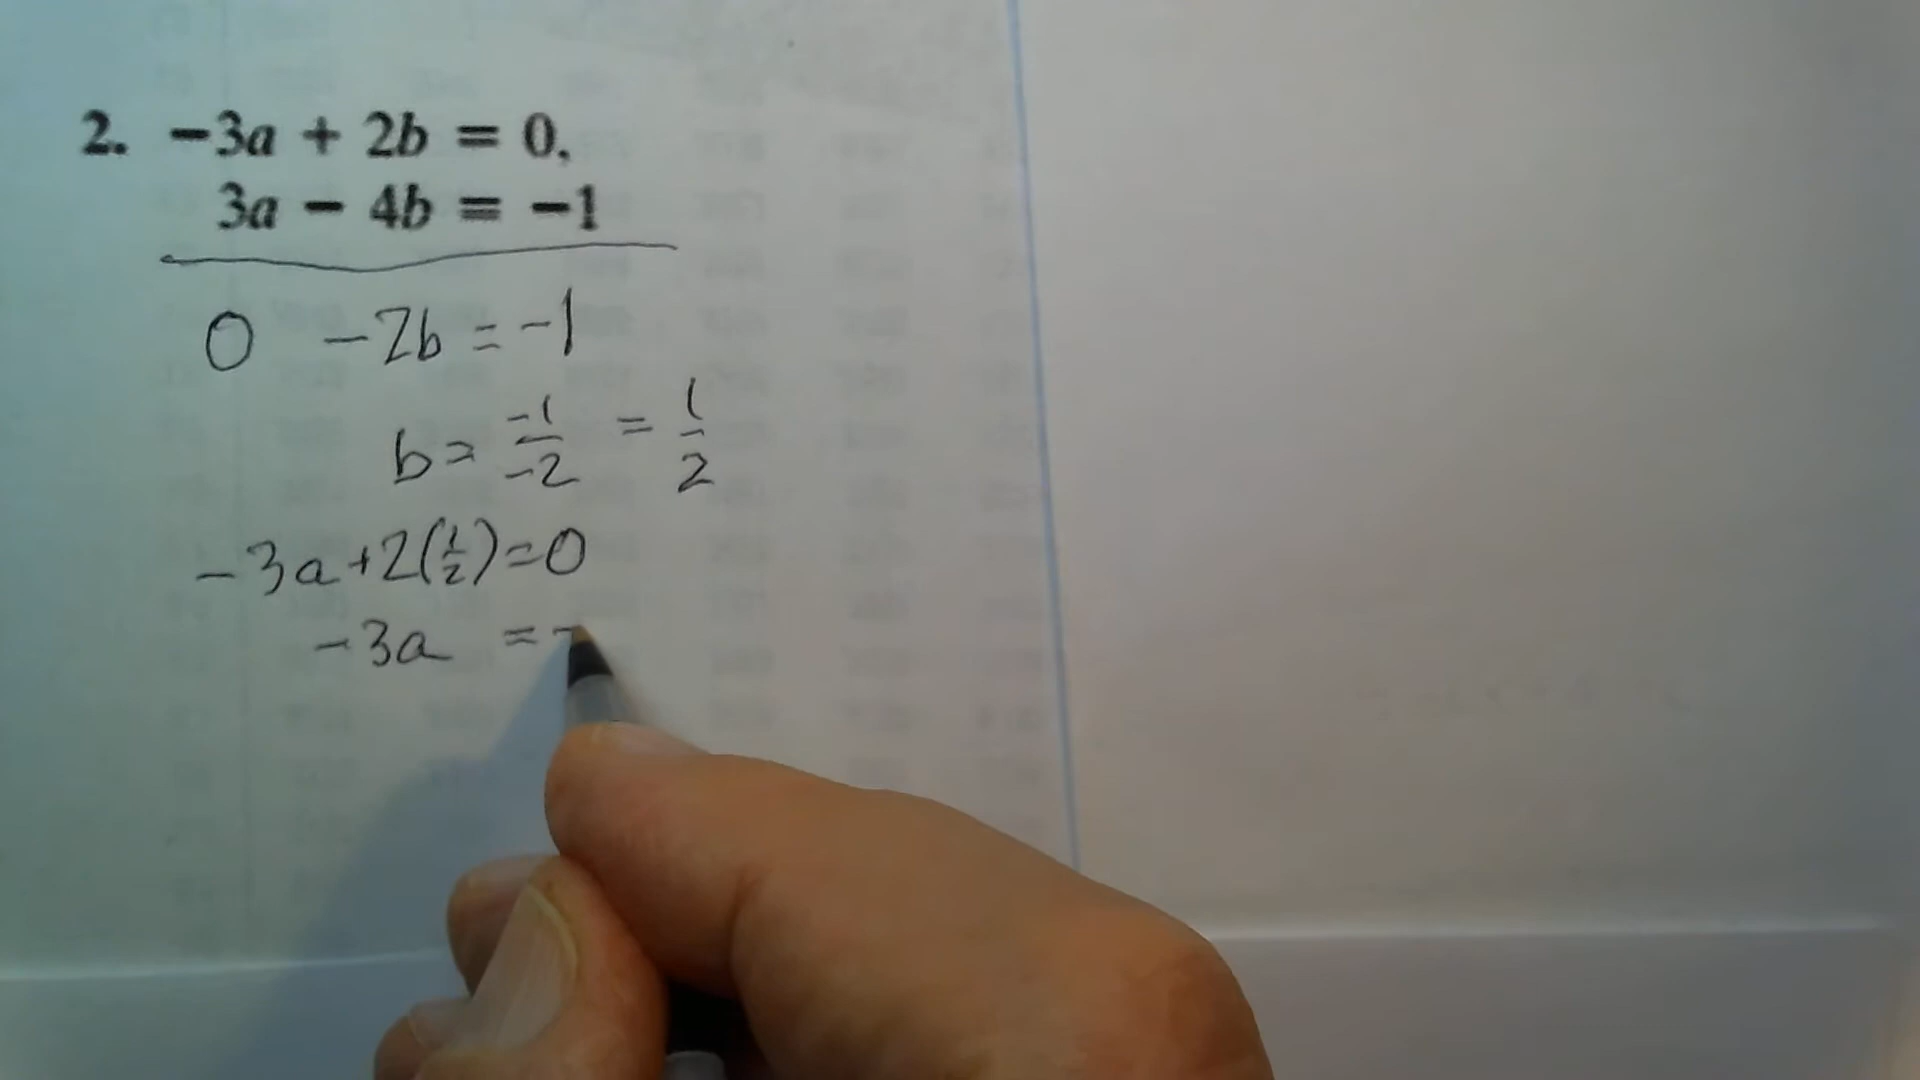 2. -3a + 2b = 0,
3a - 4b = -1
0 -2b = -1
b = -1/-2 = 1/2
-3a+2(1/2)=0
-3a = -